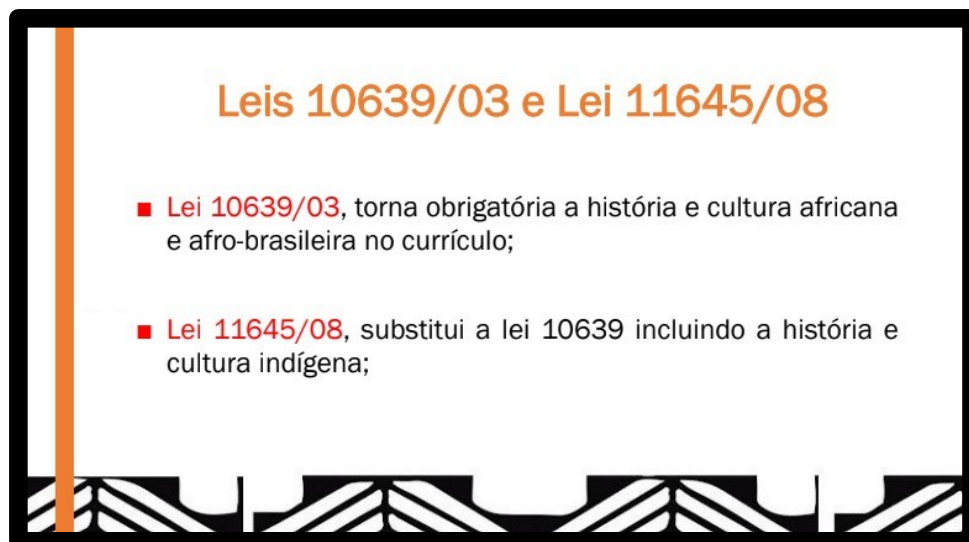 Leis 10639/03 e Lei 11645/08
■ Lei 10639/03, torna obrigatória a história e cultura africana
e afro-brasileira no currículo;
■ Lei 11645/08, substitui a lei 10639 incluindo a história e
cultura indígena;